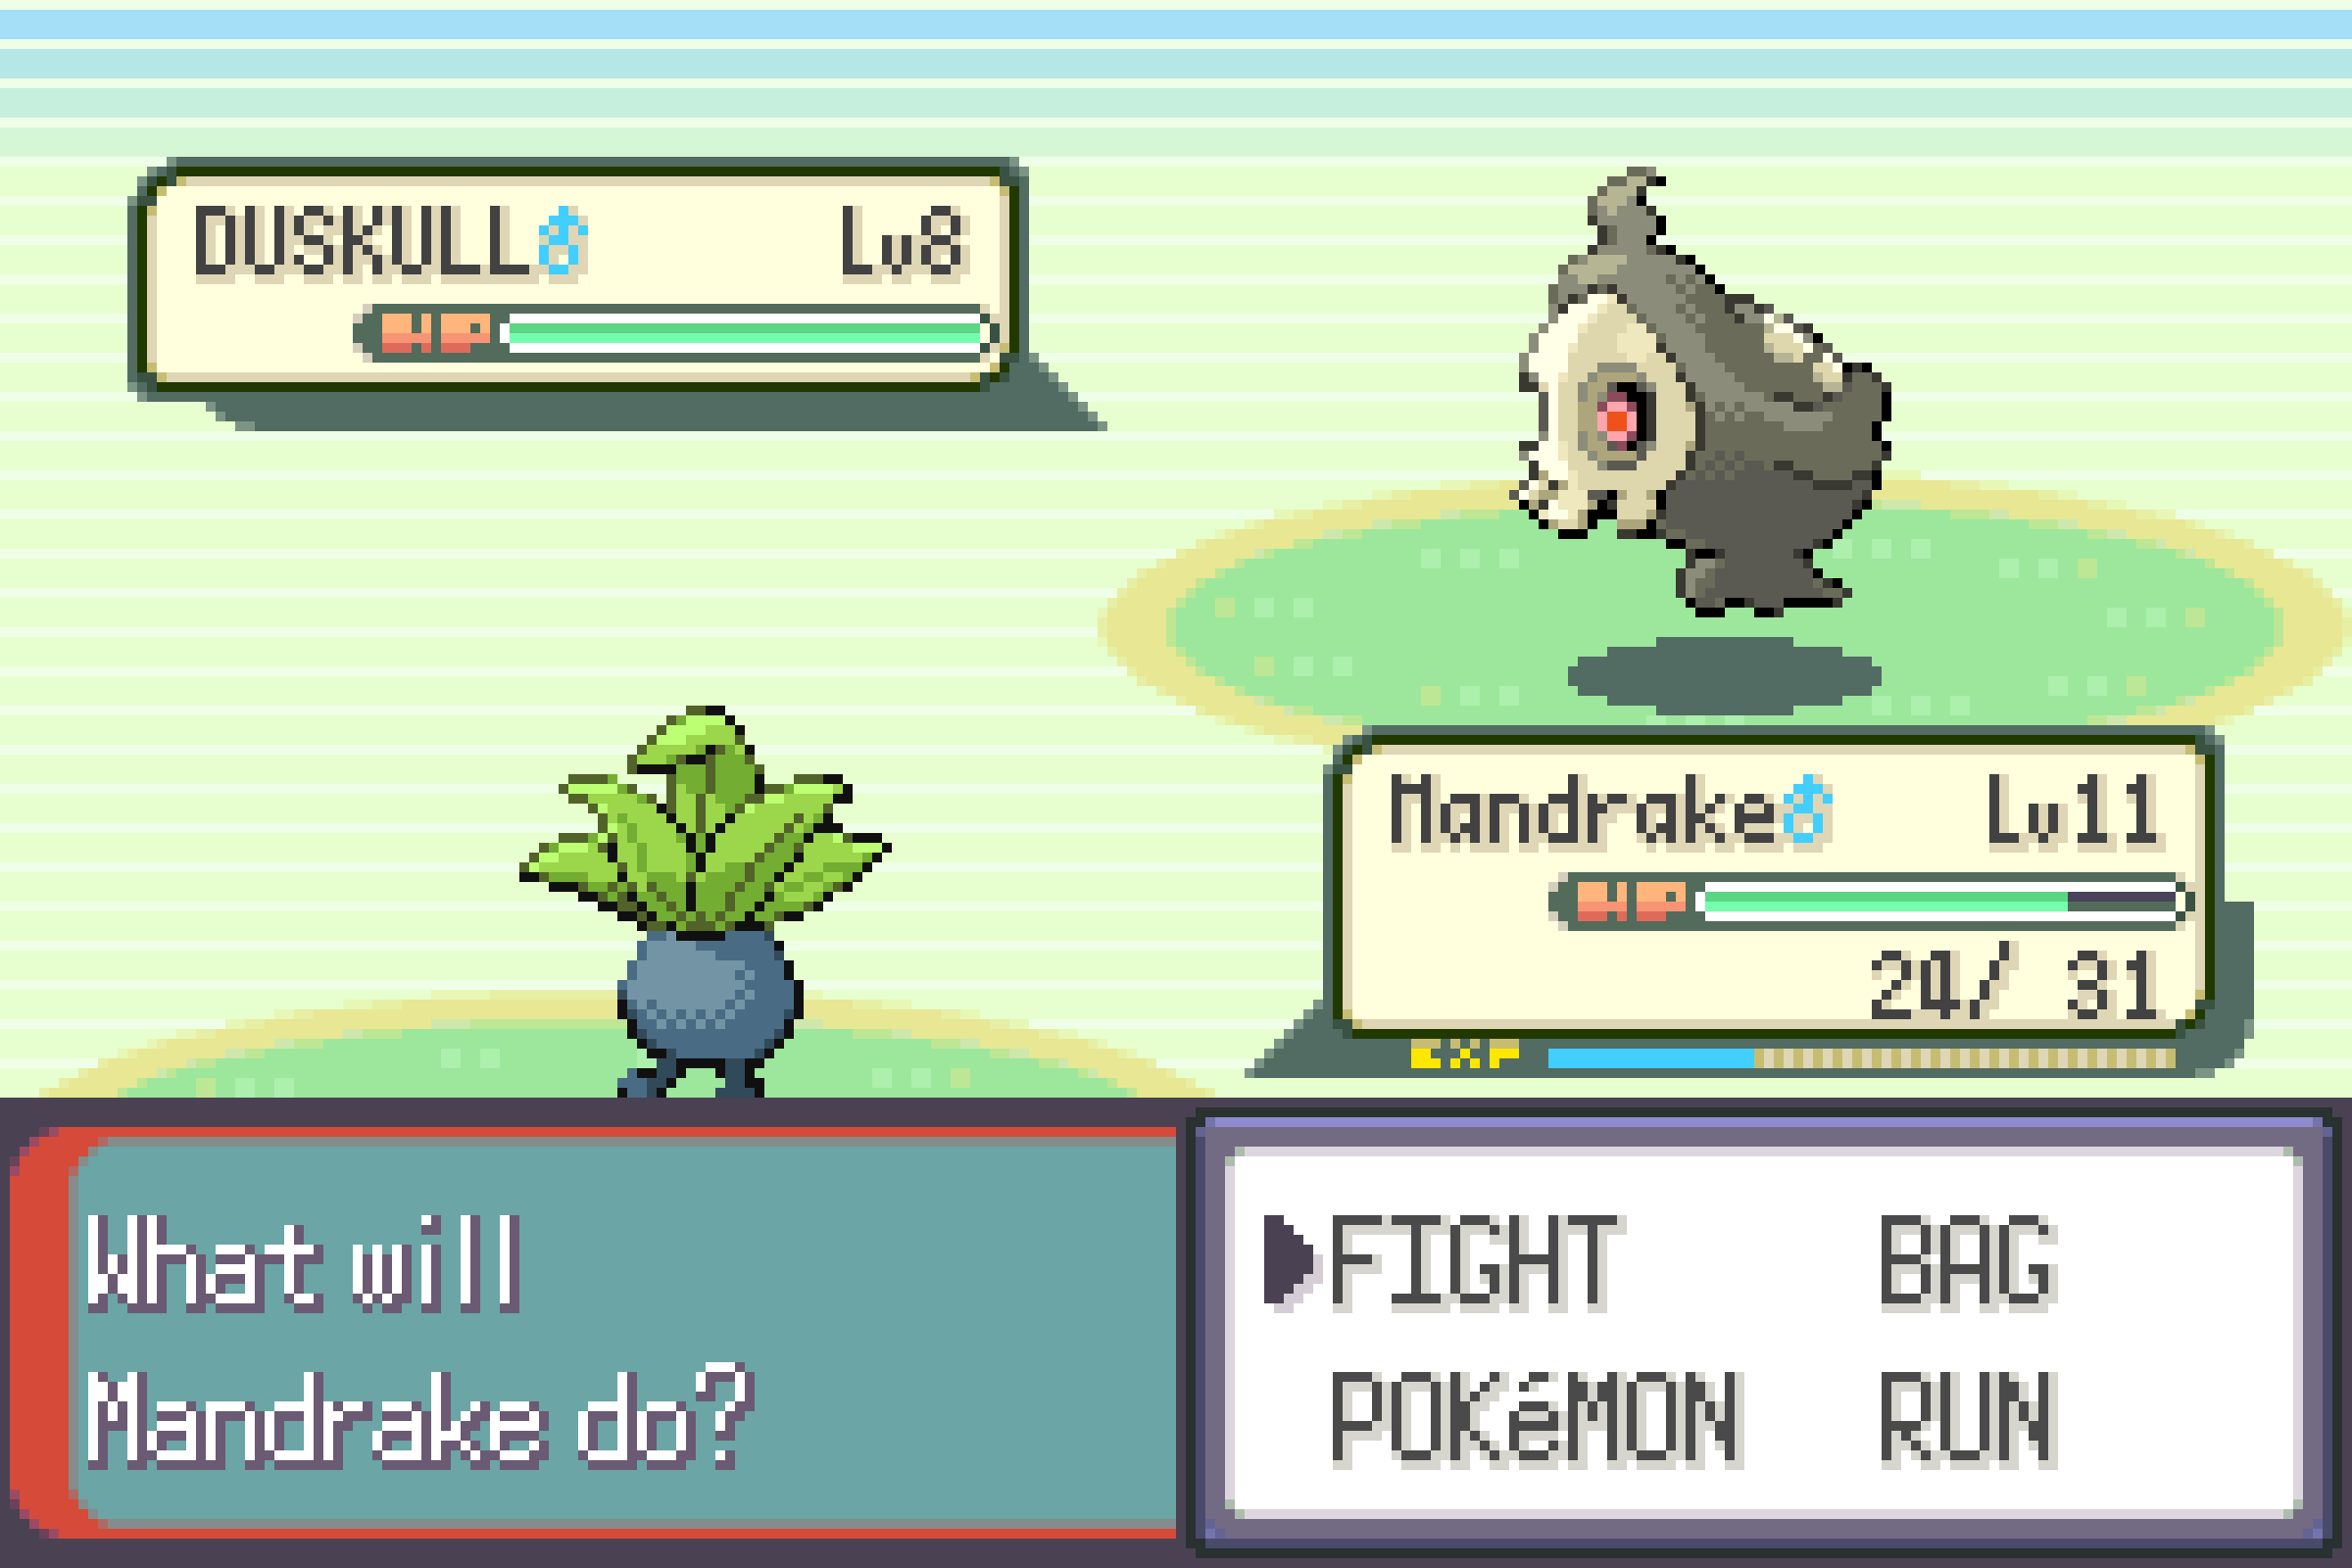 DUSKULL♂ Lv8
HP
Mandrake♂ Lv11
HP
24/ 31
EXP
What will
Mandrake do?
FIGHT BAG
POKéMON RUN